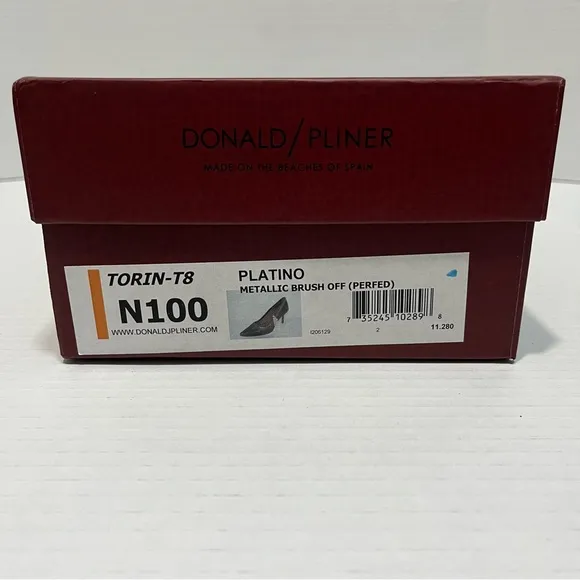 DONALD/PLINER
MADE ON THE BEACHES OF SPAIN
TORIN-T8
PLATINO
METALLIC BRUSH OFF (PERFED)
N100
WWW.DONALDJPLINER.COM
I206129
7 35245 10289 8
2
11.280